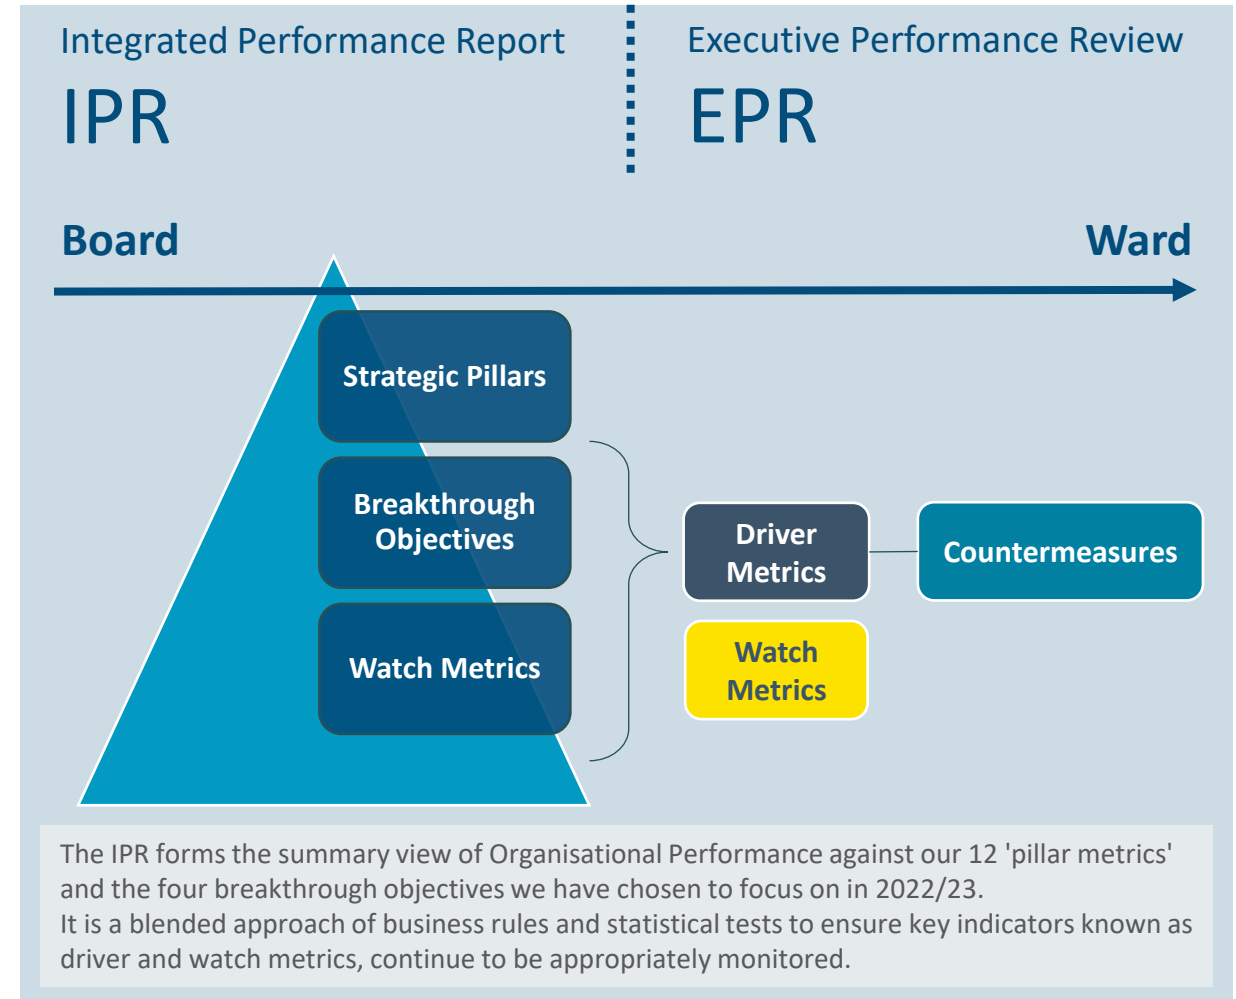 Integrated Performance Report
IPR
Executive Performance Review
EPR
Board
Ward
Strategic Pillars
Breakthrough
Objectives
Watch Metrics
Driver
Metrics
Countermeasures
Watch
Metrics
The IPR forms the summary view of Organisational Performance against our 12 'pillar metrics'
and the four breakthrough objectives we have chosen to focus on in 2022/23.
It is a blended approach of business rules and statistical tests to ensure key indicators known as
driver and watch metrics, continue to be appropriately monitored.